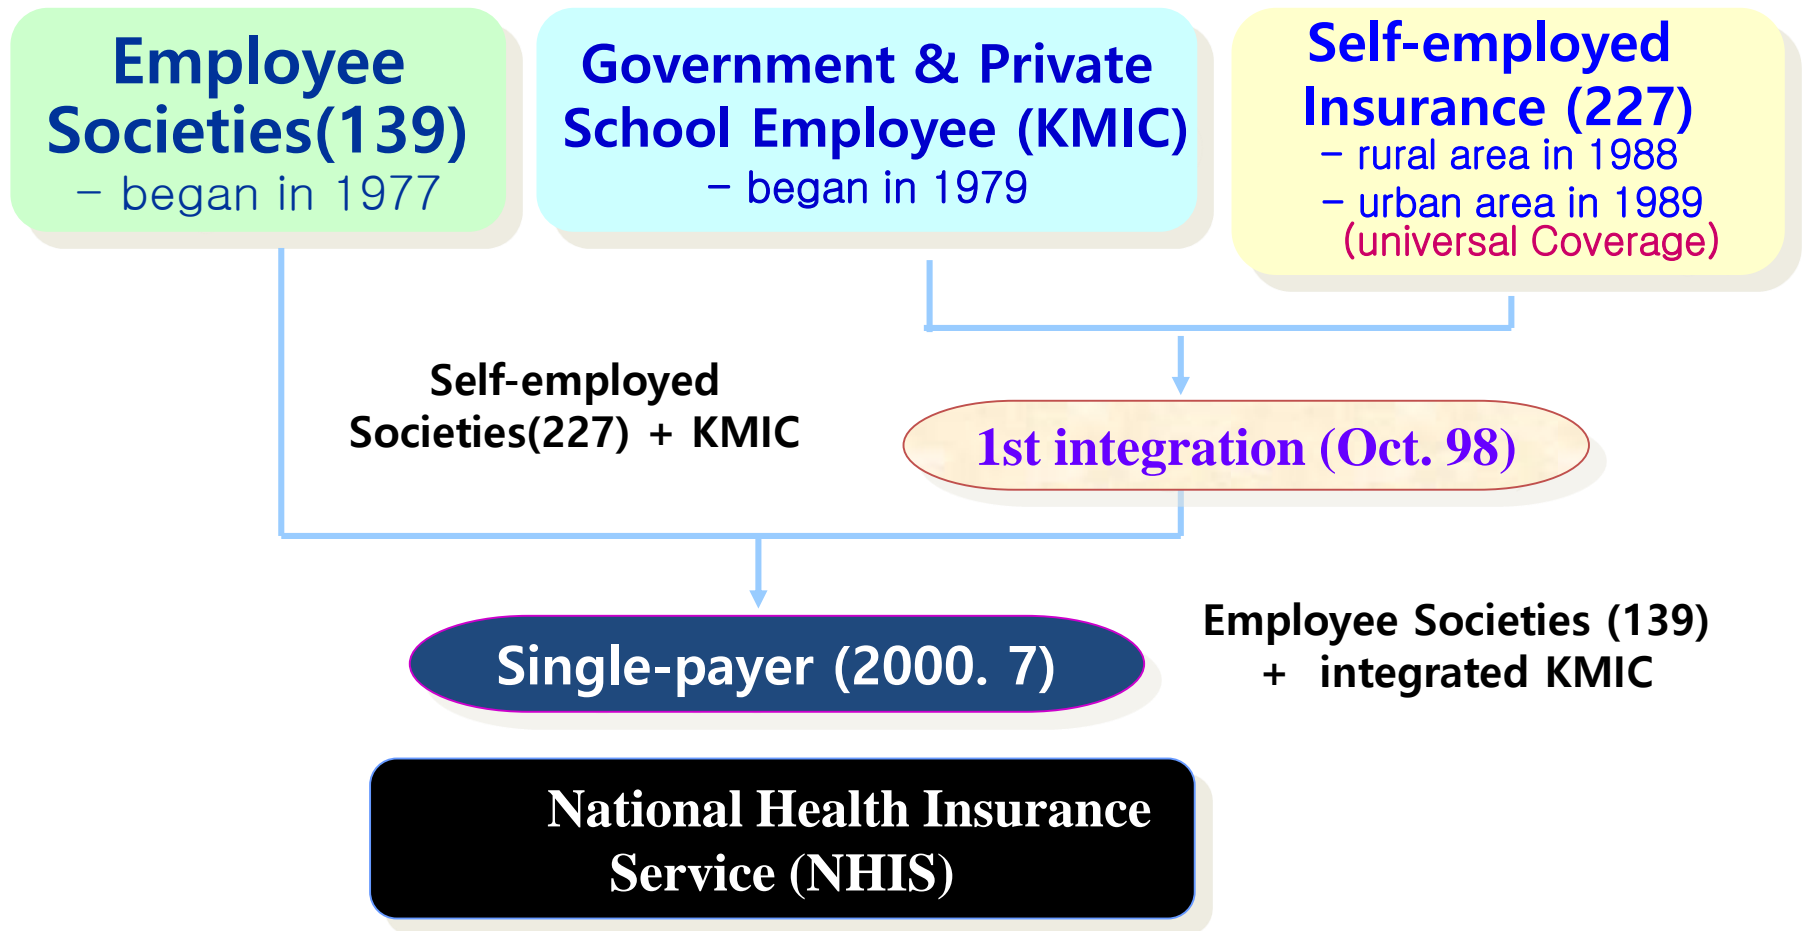 Employee
Societies(139)
– began in 1977
Government & Private
School Employee (KMIC)
– began in 1979
Self-employed
Insurance (227)
– rural area in 1988
– urban area in 1989
(universal Coverage)
Self-employed
Societies(227) + KMIC
1st integration (Oct. 98)
Single-payer (2000. 7)
Employee Societies (139)
+ integrated KMIC
National Health Insurance
Service (NHIS)